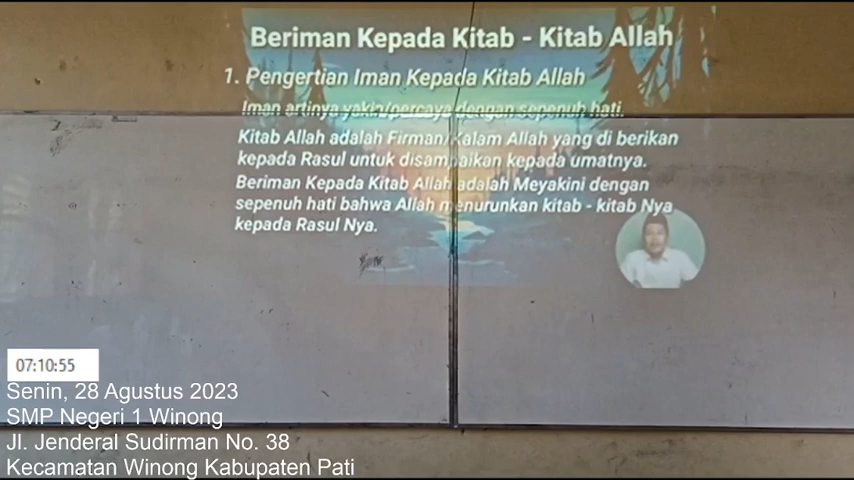 Beriman Kepada Kitab - Kitab Allah
1. Pengertian Iman Kepada Kitab Allah
Iman artinya yakin/percaya dengan sepenuh hati.
Kitab Allah adalah Firman/Kalam Allah yang di berikan
kepada Rasul untuk disampaikan kepada umatnya.
Beriman Kepada Kitab Allah adalah Meyakini dengan
sepenuh hati bahwa Allah menurunkan kitab - kitab Nya
kepada Rasul Nya.
07:10:55
Senin, 28 Agustus 2023
SMP Negeri 1 Winong
Jl. Jenderal Sudirman No. 38
Kecamatan Winong Kabupaten Pati